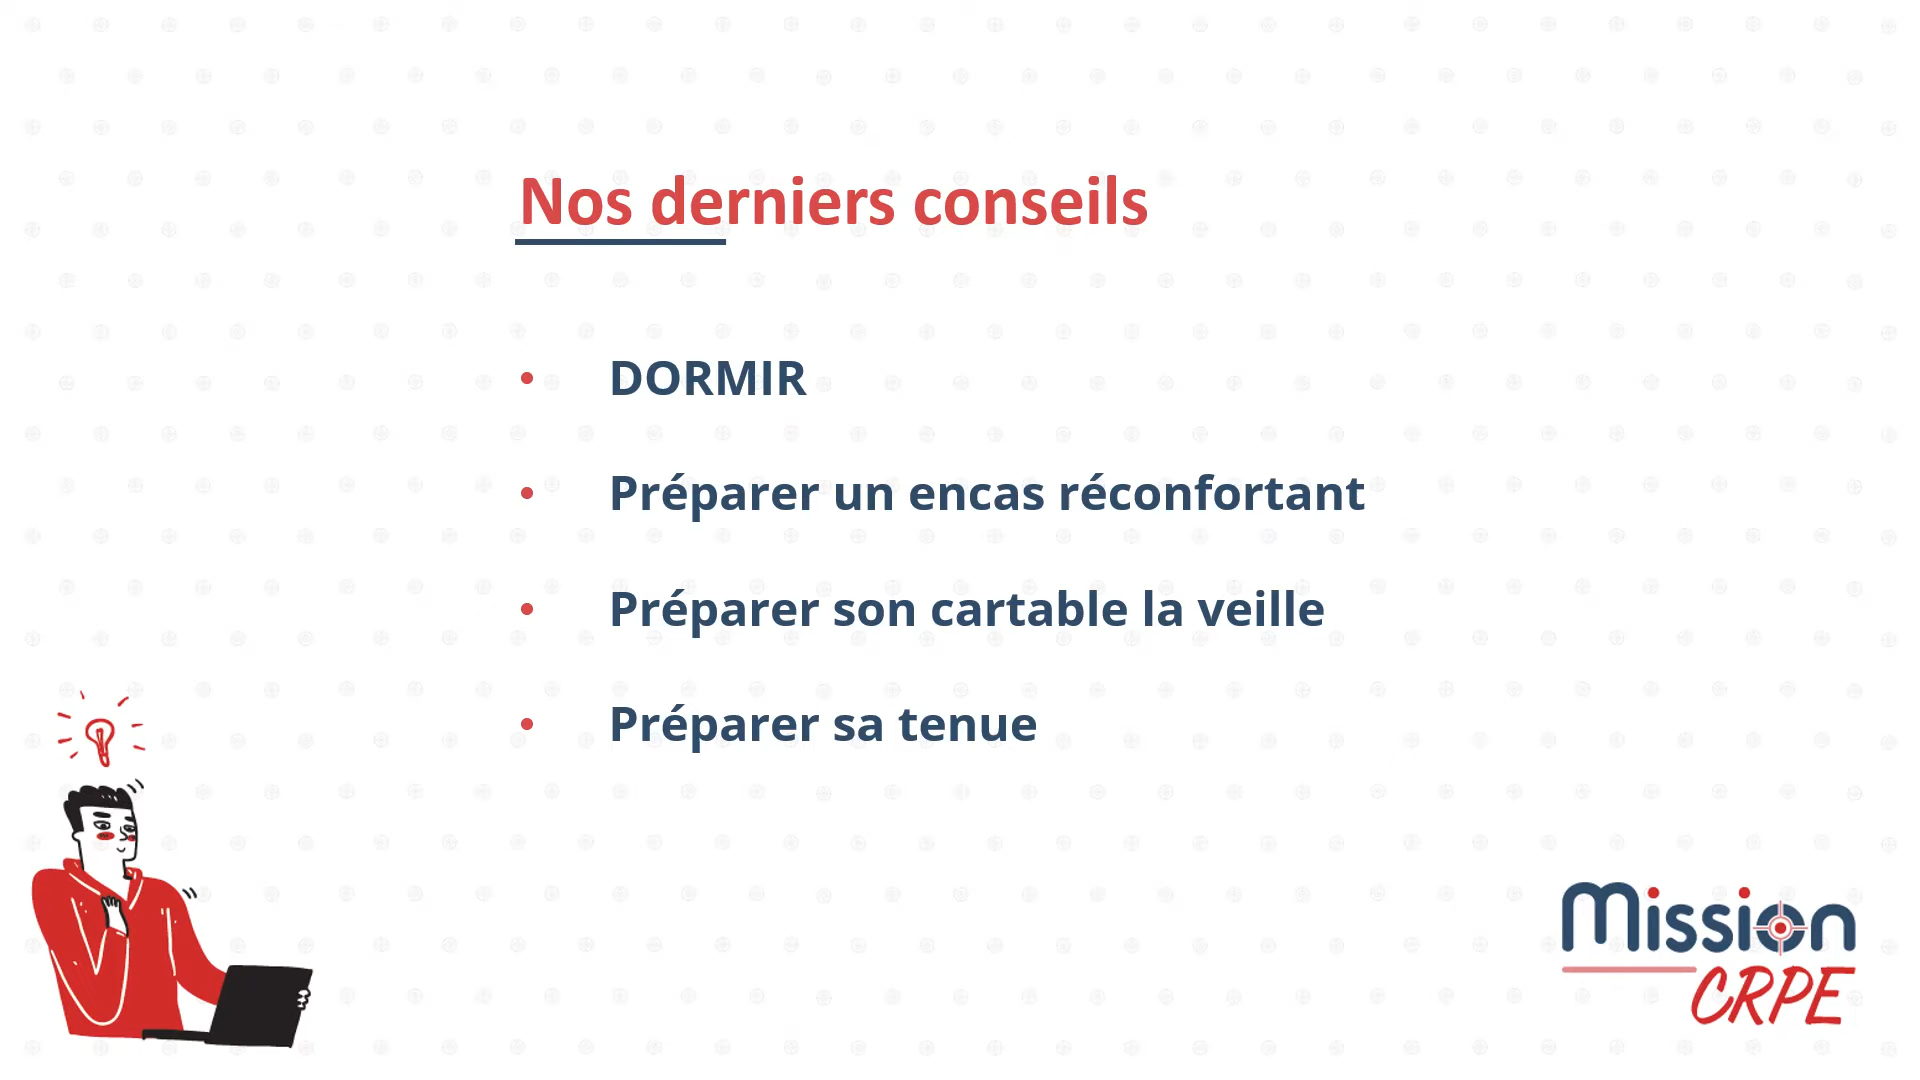 Nos derniers conseils
• DORMIR
• Préparer un encas réconfortant
• Préparer son cartable la veille
• Préparer sa tenue
Mission
CRPE